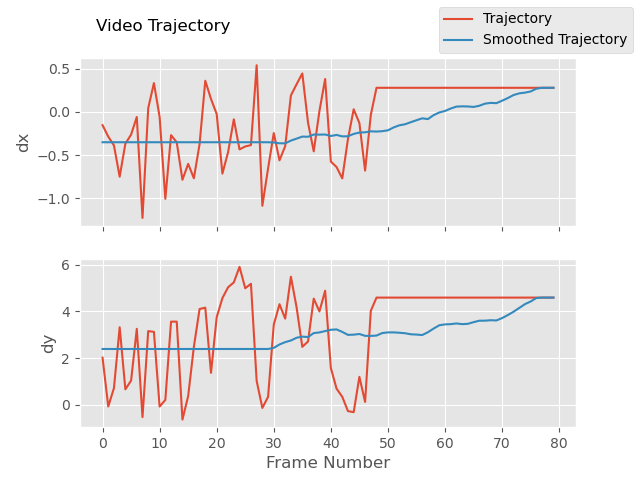 Video Trajectory
Trajectory
Smoothed Trajectory
0.5
0.0
−0.5
−1.0
dx
6
4
2
0
dy
0 10 20 30 40 50 60 70 80
Frame Number